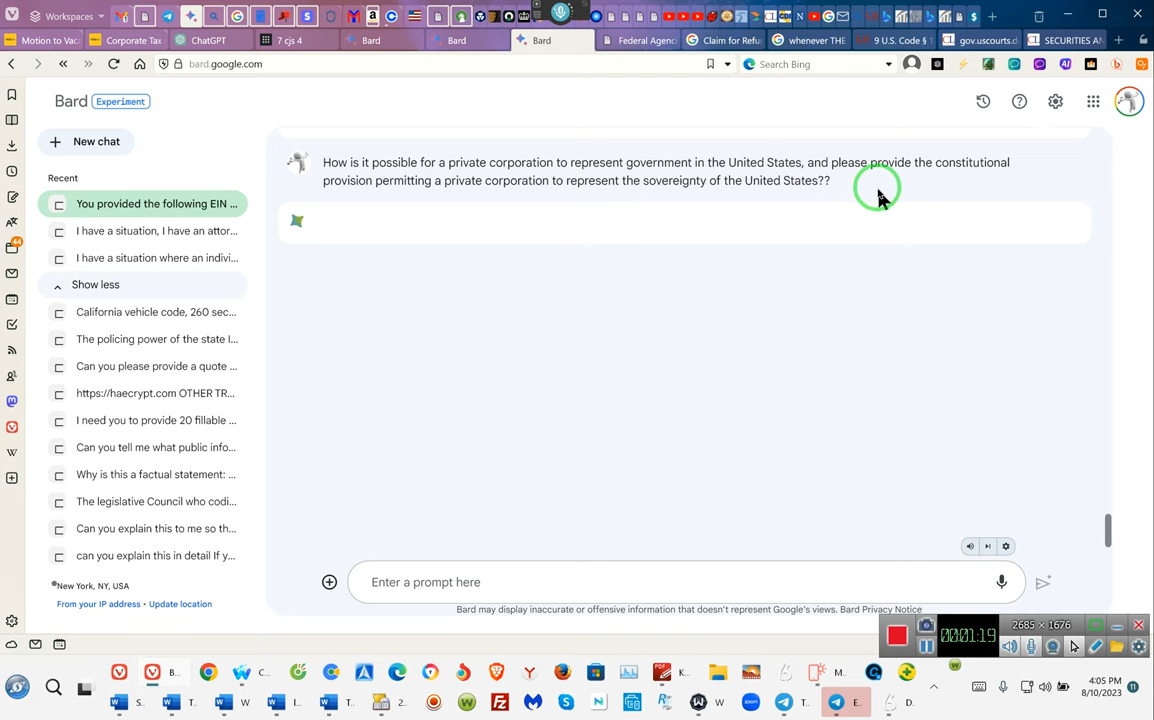 Workspaces
Motion to Vac
Corporate Tax
ChatGPT
7 cjs 4
Bard
Bard
Bard
Federal Agenc
Claim for Refu
whenever THE
9 U.S. Code §
gov.uscourts.d
SECURITIES AN
bard.google.com
Search Bing
Bard
Experiment
New chat
Recent
You provided the following EIN ...
I have a situation, I have an attor...
I have a situation where an indivi...
Show less
California vehicle code, 260 sec...
The policing power of the state I...
Can you please provide a quote ...
https://haecrypt.com OTHER TR...
I need you to provide 20 fillable ...
Can you tell me what public info...
Why is this a factual statement: ...
The legislative Council who codi...
Can you explain this to me so th...
can you explain this in detail If y...
New York, NY, USA
From your IP address • Update location
How is it possible for a private corporation to represent government in the United States, and please provide the constitutional
provision permitting a private corporation to represent the sovereignty of the United States??
Enter a prompt here
Bard may display inaccurate or offensive information that doesn't represent Google's views. Bard Privacy Notice
2685 × 1676
0001:19
44
B...
C...
K...
M...
S...
T...
W
I...
T...
2...
W
T...
E...
D.
4:05 PM
8/10/2023
11